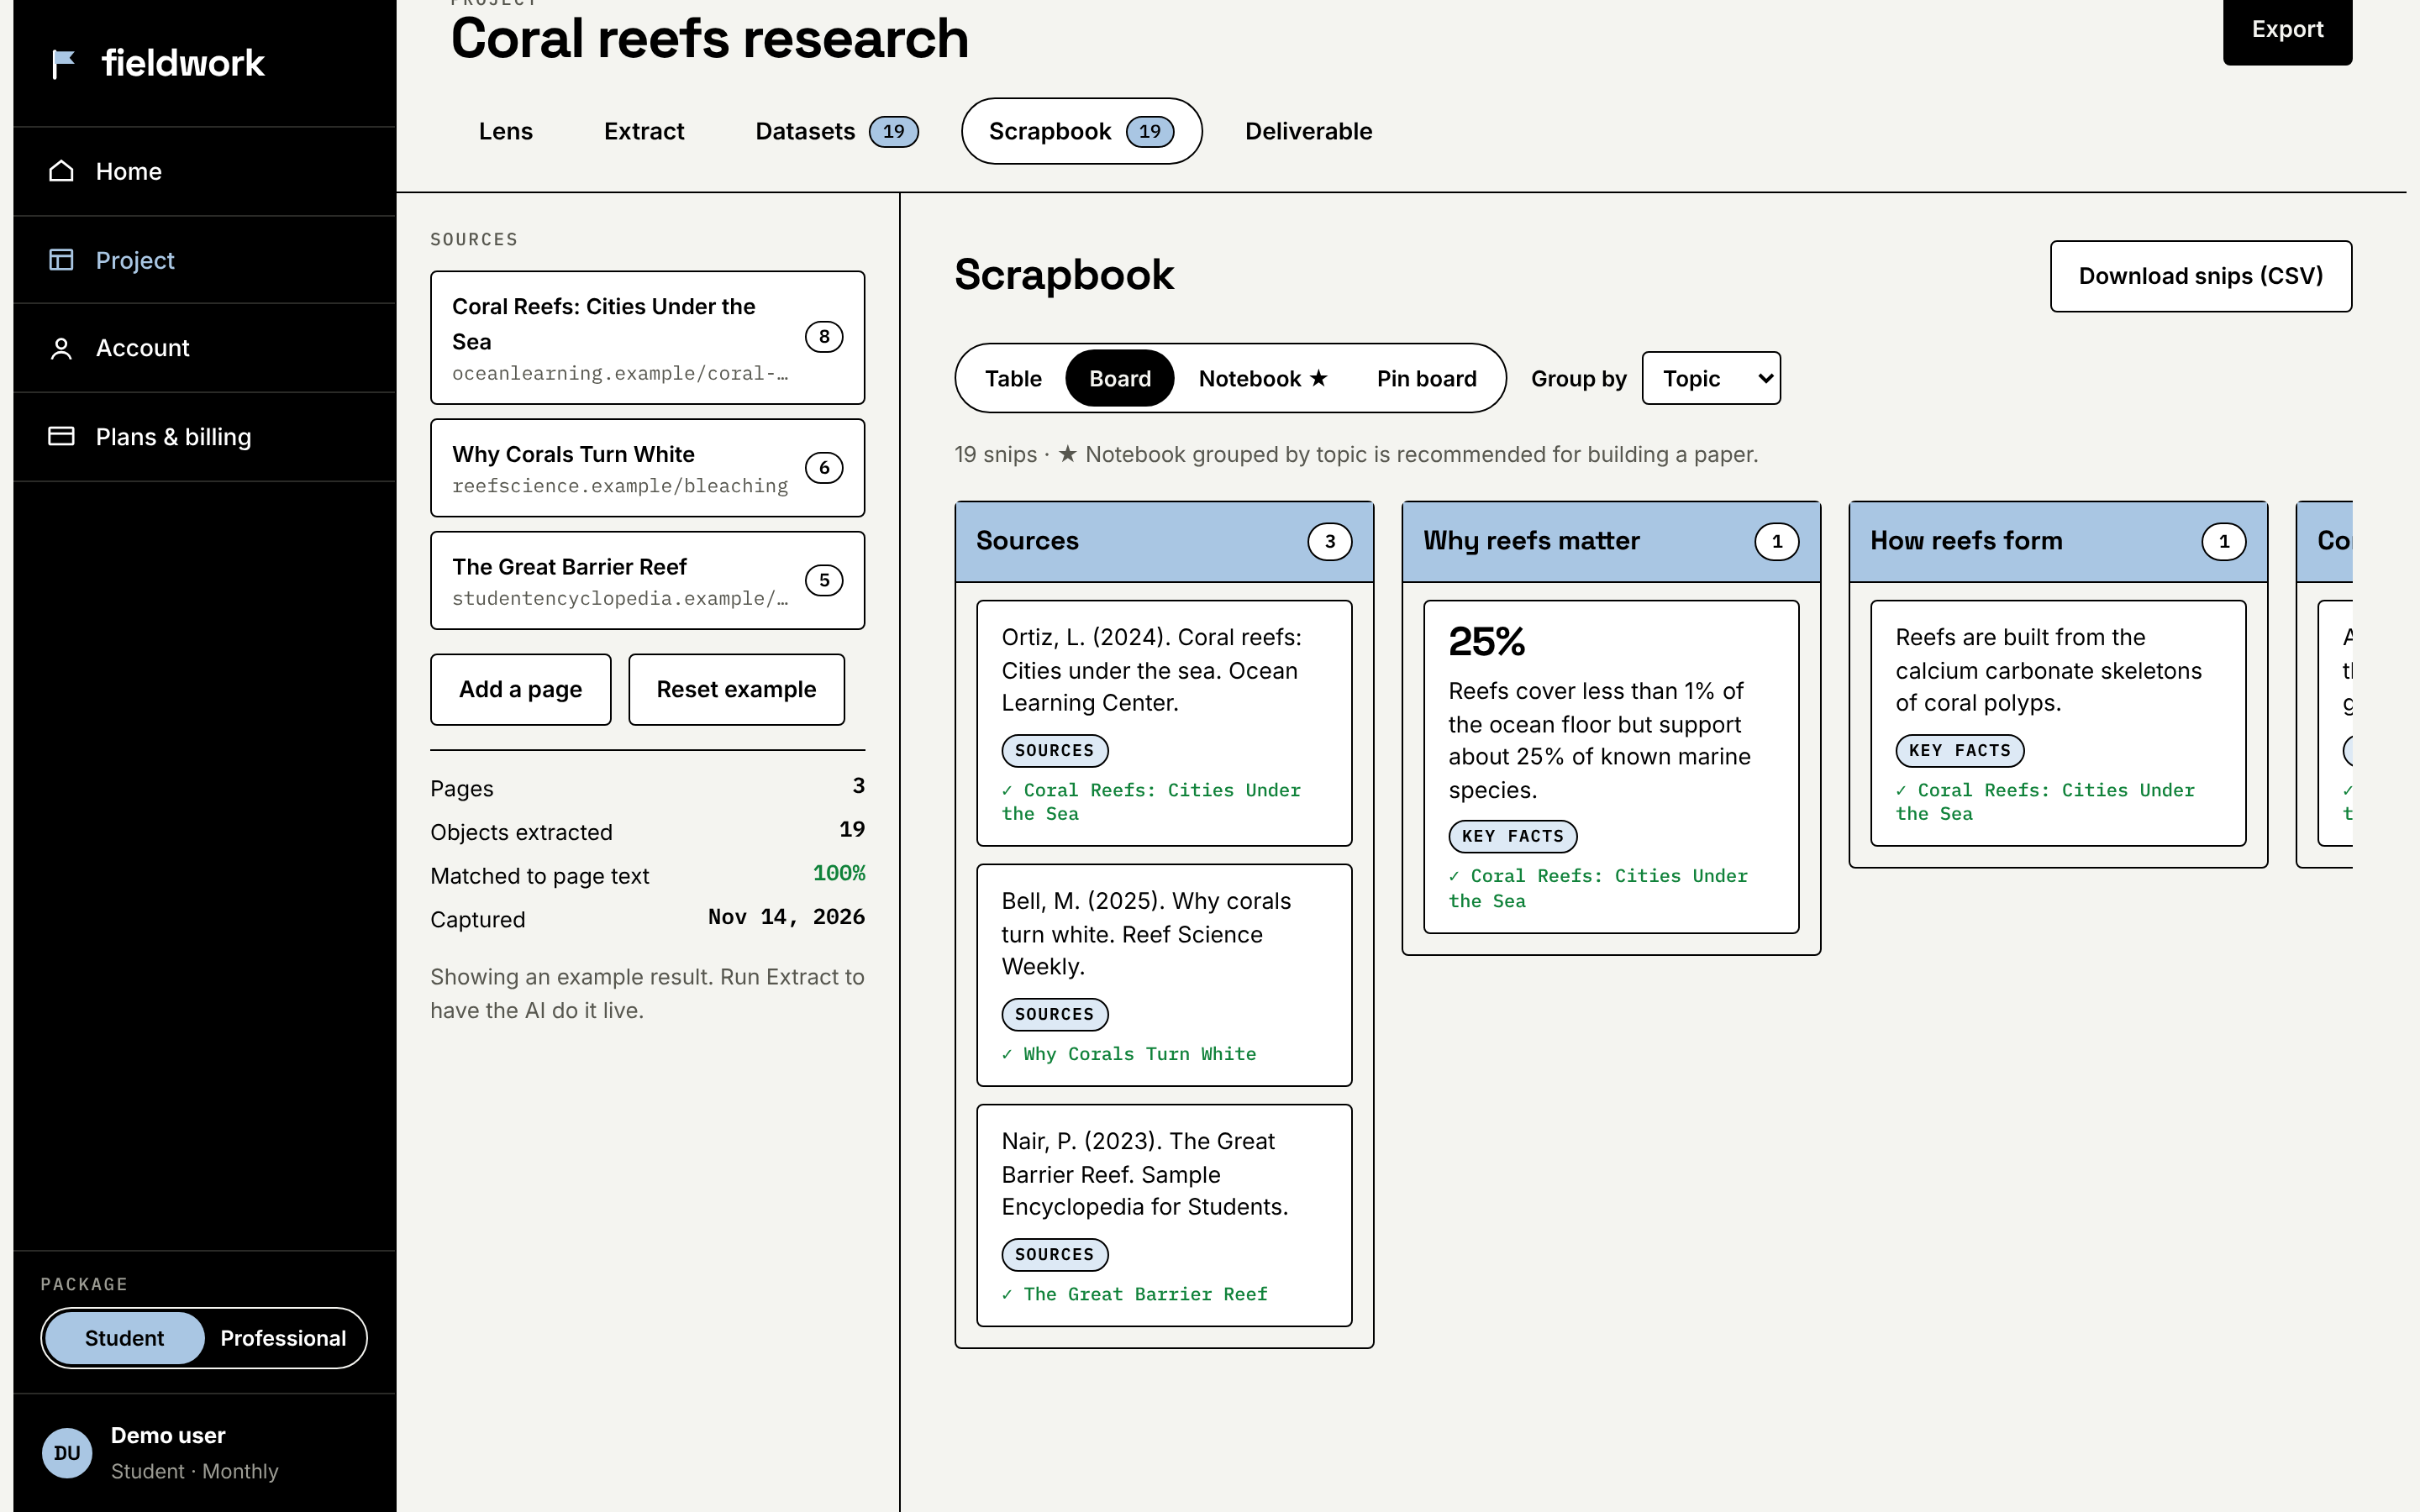 fieldwork
Home
Project
Account
Plans & billing
PACKAGE
Student Professional
DU
Demo user
Student · Monthly
PROJECT
Coral reefs research
Export
Lens Extract Datasets 19 Scrapbook 19 Deliverable
SOURCES
Coral Reefs: Cities Under the
Sea
oceanlearning.example/coral-…
8
Why Corals Turn White
reefscience.example/bleaching
6
The Great Barrier Reef
studentencyclopedia.example/…
5
Add a page Reset example
Pages 3
Objects extracted 19
Matched to page text 100%
Captured Nov 14, 2026
Showing an example result. Run Extract to
have the AI do it live.
Scrapbook
Download snips (CSV)
Table Board Notebook ★ Pin board Group by Topic
19 snips · ★ Notebook grouped by topic is recommended for building a paper.
Sources 3
Ortiz, L. (2024). Coral reefs:
Cities under the sea. Ocean
Learning Center.
SOURCES
✓ Coral Reefs: Cities Under
the Sea
Bell, M. (2025). Why corals
turn white. Reef Science
Weekly.
SOURCES
✓ Why Corals Turn White
Nair, P. (2023). The Great
Barrier Reef. Sample
Encyclopedia for Students.
SOURCES
✓ The Great Barrier Reef
Why reefs matter 1
25%
Reefs cover less than 1% of
the ocean floor but support
about 25% of known marine
species.
KEY FACTS
✓ Coral Reefs: Cities Under
the Sea
How reefs form 1
Reefs are built from the
calcium carbonate skeletons
of coral polyps.
KEY FACTS
✓ Coral Reefs: Cities Under
the Sea